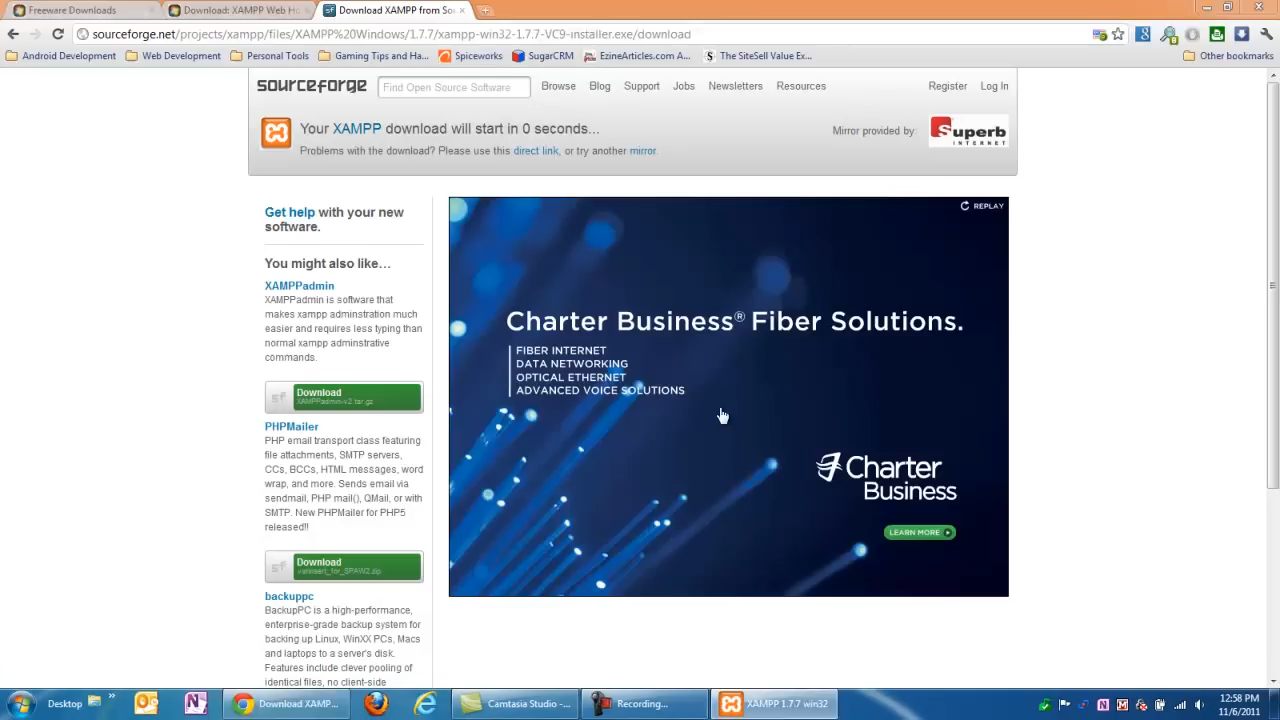 Freeware Downloads
Download: XAMPP Web Ho
Download XAMPP from So
sourceforge.net/projects/xampp/files/XAMPP%20Windows/1.7.7/xampp-win32-1.7.7-VC9-installer.exe/download
Android Development
Web Development
Personal Tools
Gaming Tips and Ha...
Spiceworks
SugarCRM
EzineArticles.com A...
The SiteSell Value Ex...
Other bookmarks
sourceforge
Find Open Source Software
Browse
Blog
Support
Jobs
Newsletters
Resources
Register
Log In
Your XAMPP download will start in 0 seconds...
Problems with the download? Please use this direct link, or try another mirror.
Mirror provided by:
Superb
INTERNET
Get help with your new
software.
You might also like…
XAMPPadmin
XAMPPadmin is software that
makes xampp adminstration much
easier and requires less typing than
normal xampp adminstrative
commands.
sf
Download
XAMPPadmin-v2.tar.gz
PHPMailer
PHP email transport class featuring
file attachments, SMTP servers,
CCs, BCCs, HTML messages, word
wrap, and more. Sends email via
sendmail, PHP mail(), QMail, or with
SMTP. New PHPMailer for PHP5
released!!
sf
Download
backuppc
BackupPC is a high-performance,
enterprise-grade backup system for
backing up Linux, WinXX PCs, Macs
and laptops to a server's disk.
Features include clever pooling of
identical files, no client-side
REPLAY
Charter Business® Fiber Solutions.
FIBER INTERNET
DATA NETWORKING
OPTICAL ETHERNET
ADVANCED VOICE SOLUTIONS
Charter
Business
LEARN MORE
Desktop
Download XAMP...
Camtasia Studio -...
Recording...
XAMPP 1.7.7 win32
12:58 PM
11/6/2011